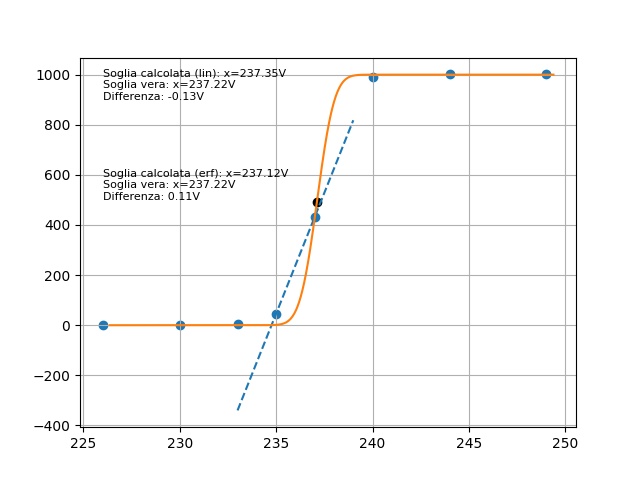 1000
800
600
400
200
0
−200
−400
Soglia calcolata (lin): x=237.35V
Soglia vera: x=237.22V
Differenza: -0.13V
Soglia calcolata (erf): x=237.12V
Soglia vera: x=237.22V
Differenza: 0.11V
225 230 235 240 245 250